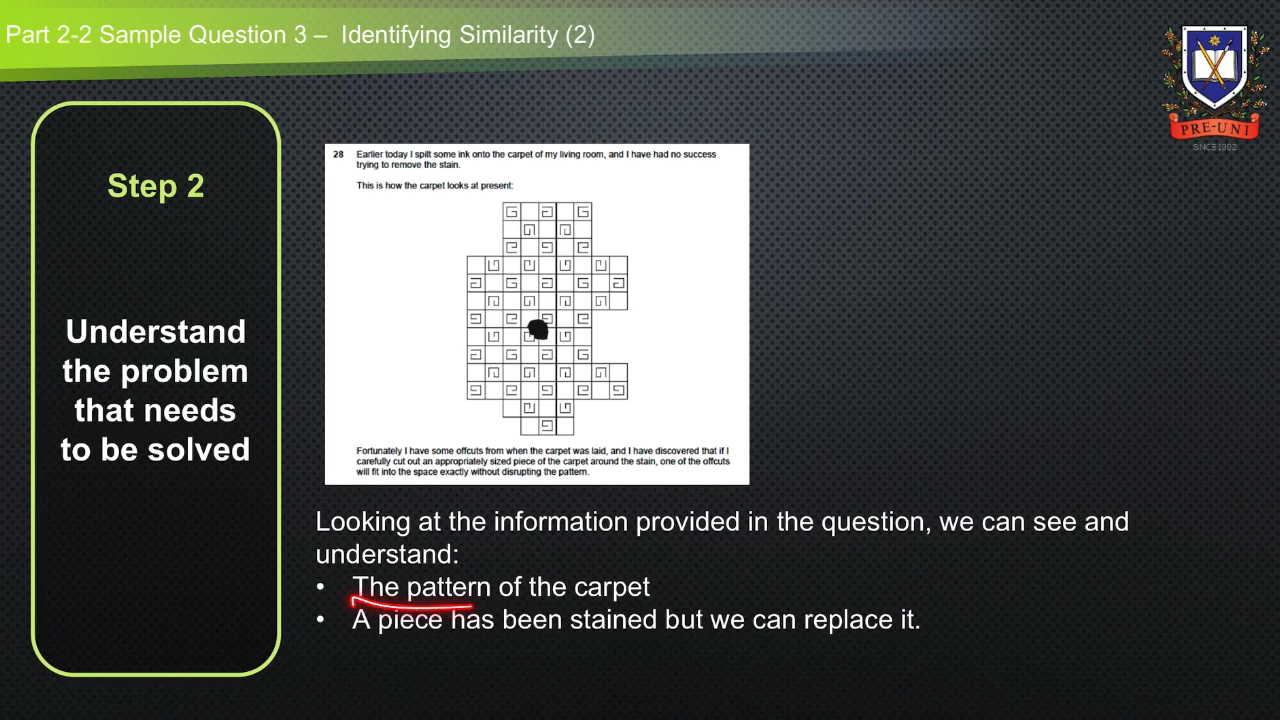 Part 2-2 Sample Question 3 – Identifying Similarity (2)
PRE-UNI
SINCE 1992
Step 2
Understand
the problem
that needs
to be solved
28 Earlier today I spilt some ink onto the carpet of my living room, and I have had no success
trying to remove the stain.
This is how the carpet looks at present:
Fortunately I have some offcuts from when the carpet was laid, and I have discovered that if I
carefully cut out an appropriately sized piece of the carpet around the stain, one of the offcuts
will fit into the space exactly without disrupting the pattern.
Looking at the information provided in the question, we can see and
understand:
• The pattern of the carpet
• A piece has been stained but we can replace it.